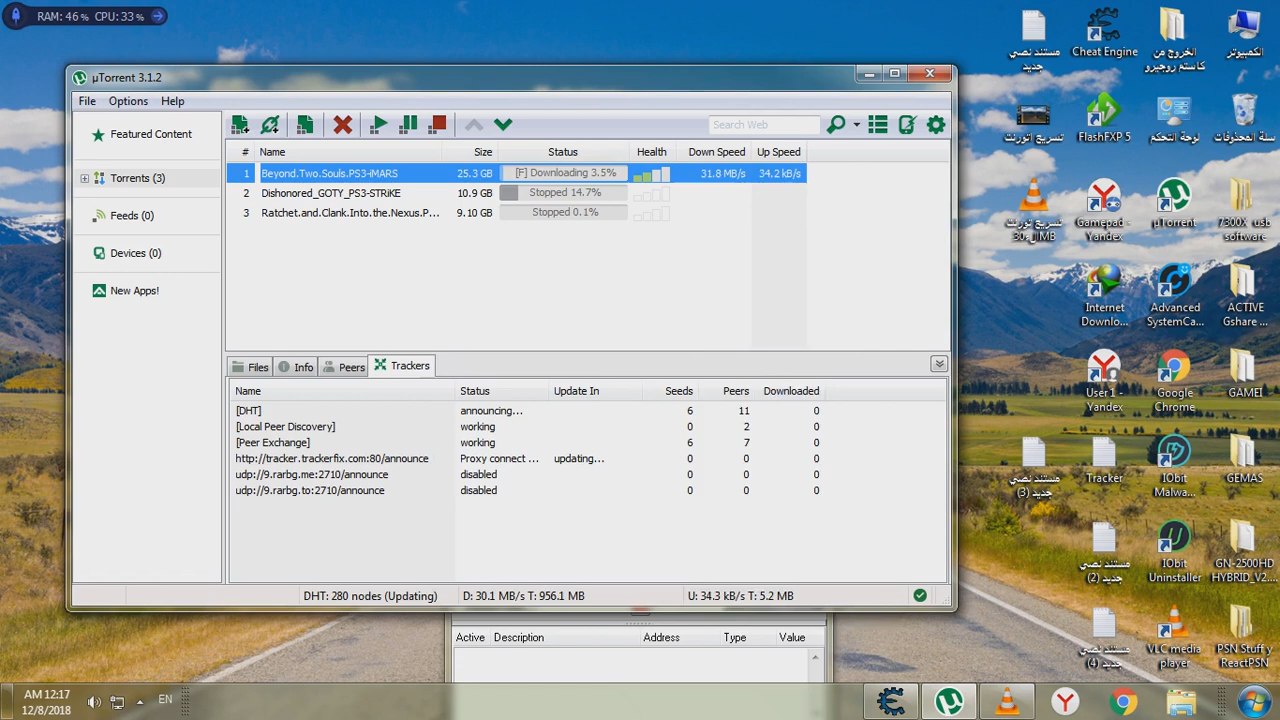 RAM: 46 % CPU: 33 %
µTorrent 3.1.2
File Options Help
Featured Content
Torrents (3)
Feeds (0)
Devices (0)
New Apps!
Search Web
# Name Size Status Health Down Speed Up Speed
1 Beyond.Two.Souls.PS3-iMARS 25.3 GB [F] Downloading 3.5% 31.8 MB/s 34.2 kB/s
2 Dishonored_GOTY_PS3-STRiKE 10.9 GB Stopped 14.7%
3 Ratchet.and.Clank.Into.the.Nexus.P... 9.10 GB Stopped 0.1%
Files Info Peers Trackers
Name Status Update In Seeds Peers Downloaded
[DHT] announcing... 6 11 0
[Local Peer Discovery] working 0 2 0
[Peer Exchange] working 6 7 0
http://tracker.trackerfix.com:80/announce Proxy connect ... updating... 0 0 0
udp://9.rarbg.me:2710/announce disabled 0 0 0
udp://9.rarbg.to:2710/announce disabled 0 0 0
DHT: 280 nodes (Updating) D: 30.1 MB/s T: 956.1 MB U: 34.3 kB/s T: 5.2 MB
Active Description Address Type Value
مستند نصي
جديد
Cheat Engine
الخروج من
كاستم روجيرو
الكمبيوتر
تسريع اتورنت
FlashFXP 5
لوحة التحكم
سلة المحذوفات
تسريع تورنت
Gamepad -
Yandex
µTorrent
7300X usb
software
Internet
Downlo...
Advanced
SystemCa...
ACTIVE
Gshare ...
User1 -
Yandex
Google
Chrome
GAMEI
مستند نصي
جديد (3)
Tracker
IObit
Malwa...
GEMAS
مستند نصي
جديد (2)
IObit
Uninstaller
GN-2500HD
HYBRID_V2...
مستند نصي
جديد (4)
VLC media
player
PSN Stuff y
ReactPSN
AM 12:17
12/8/2018
EN